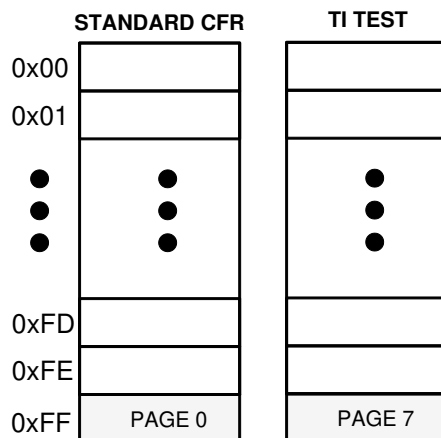 STANDARD CFR TI TEST
0x00
0x01
0xFD
0xFE
0xFF PAGE 0 PAGE 7